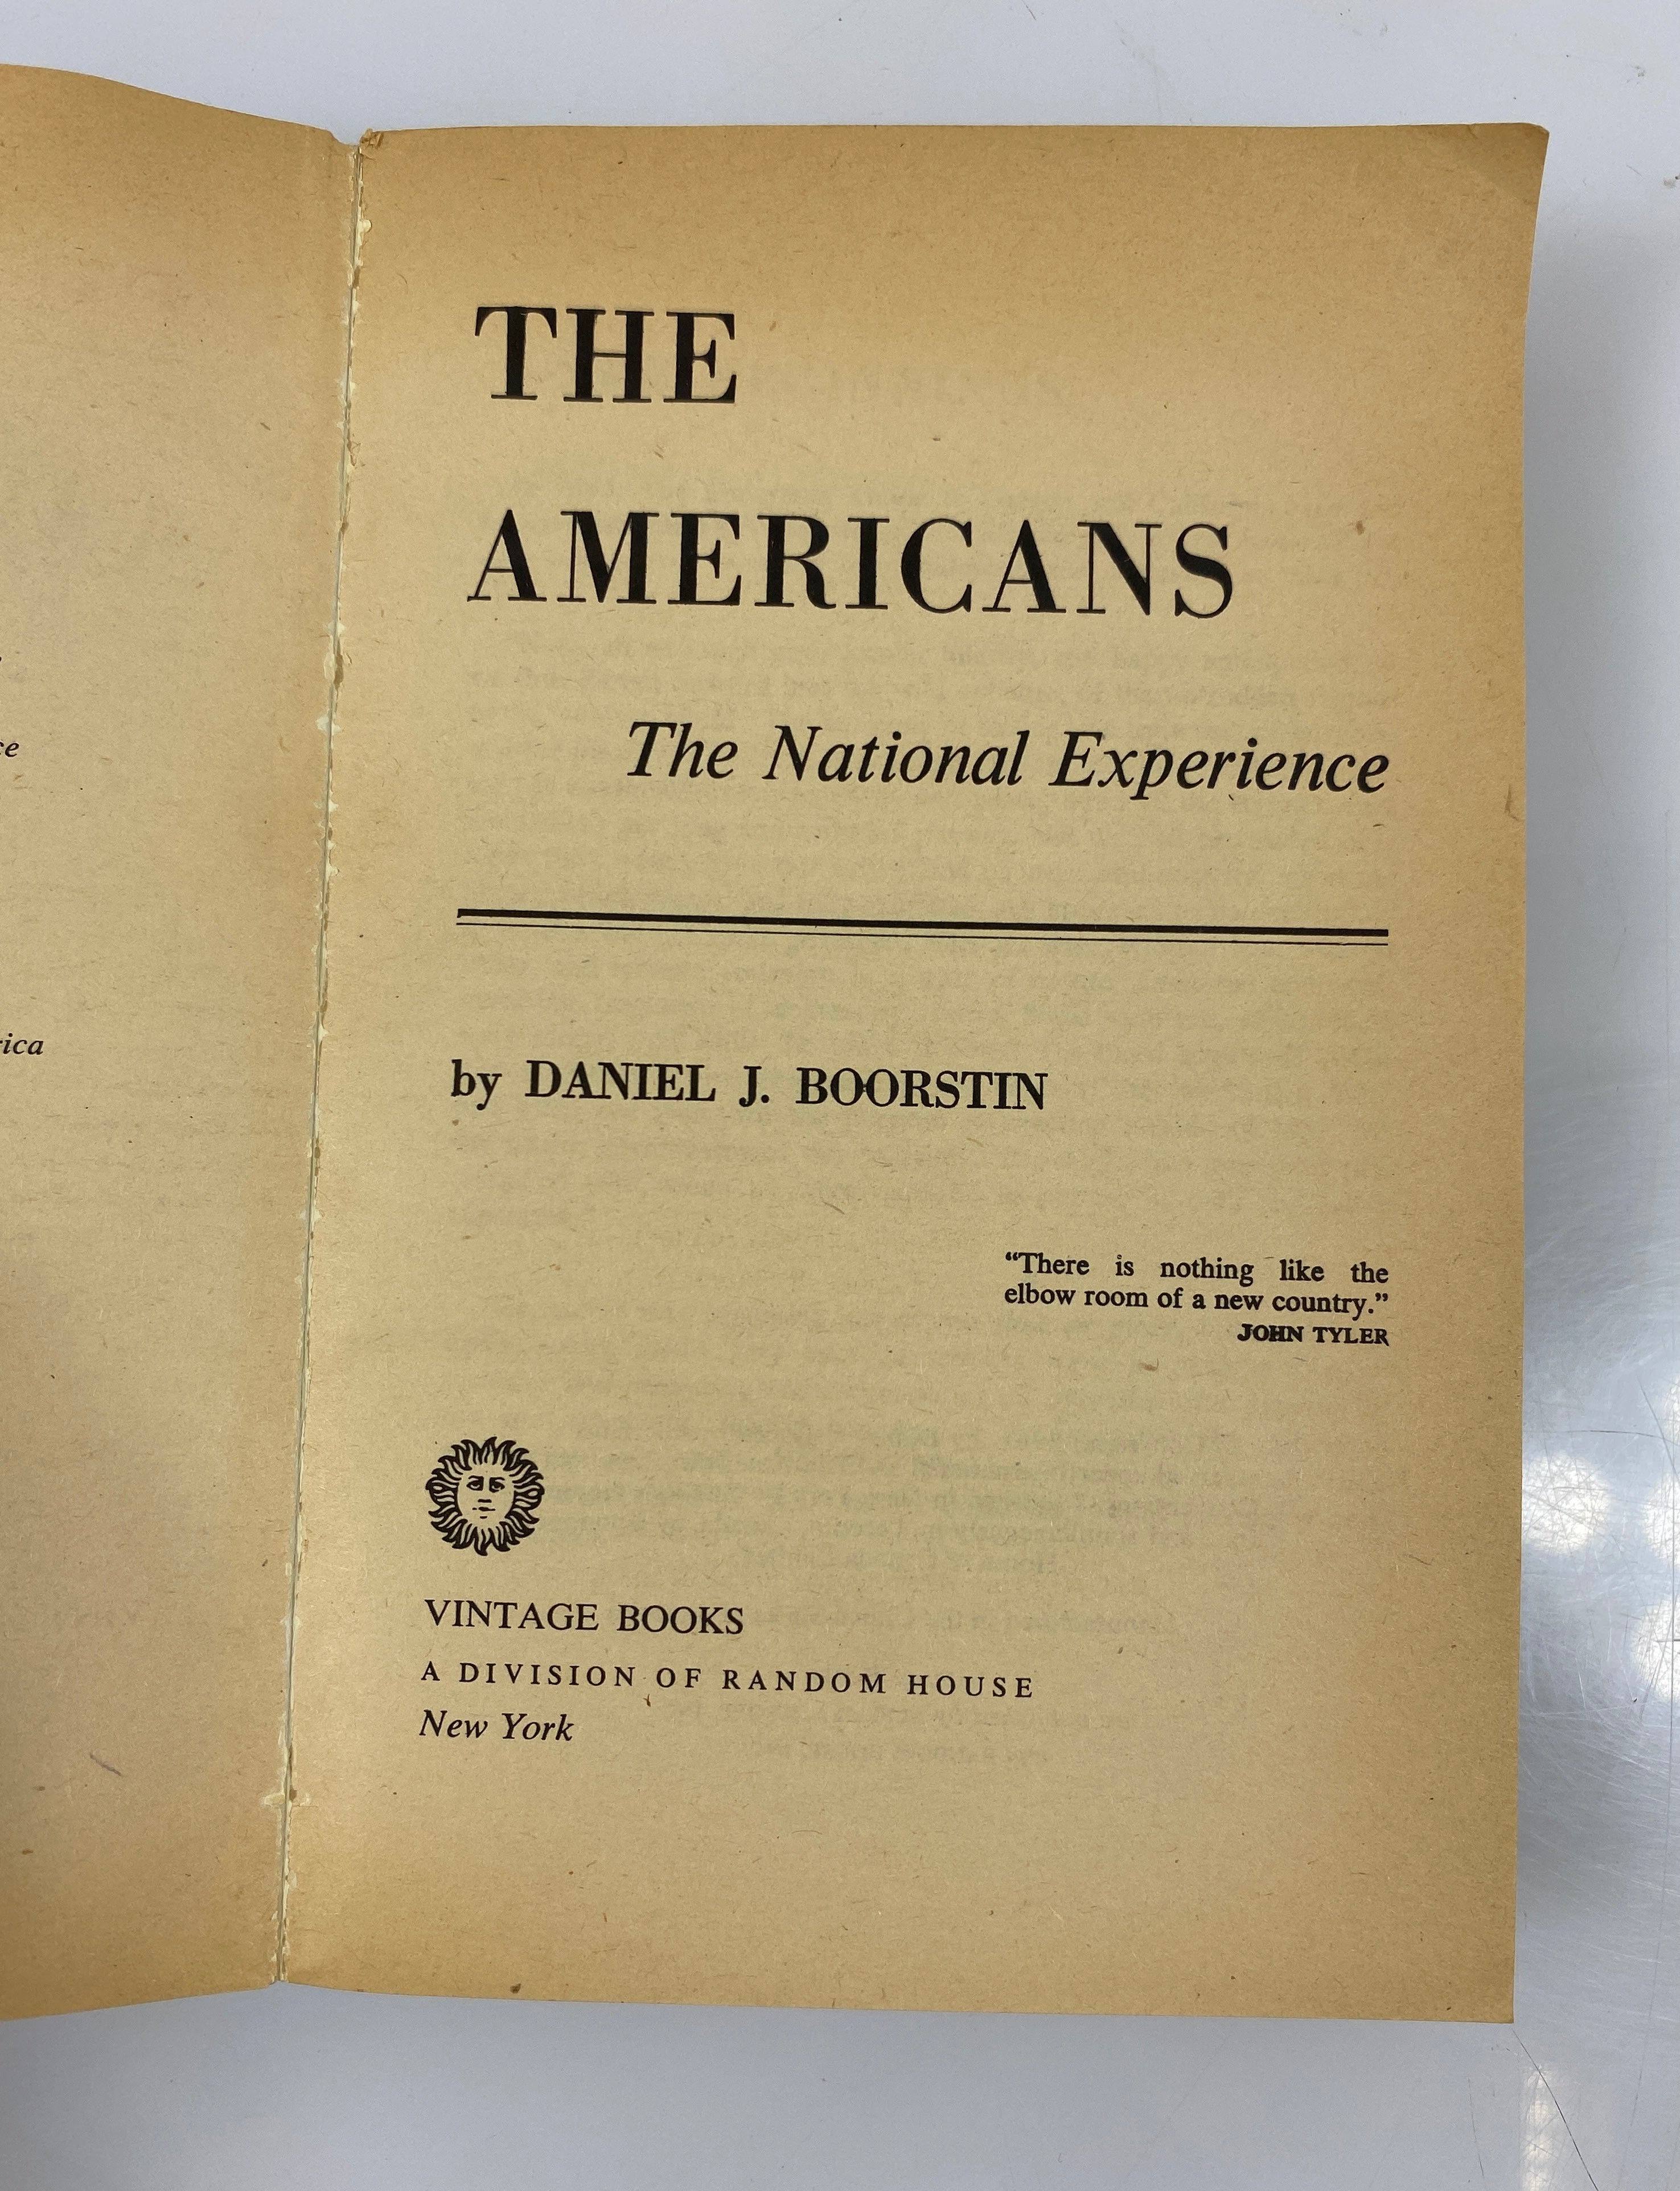 THE
AMERICANS
The National Experience
by DANIEL J. BOORSTIN
“There is nothing like the
elbow room of a new country.”
JOHN TYLER
VINTAGE BOOKS
A DIVISION OF RANDOM HOUSE
New York